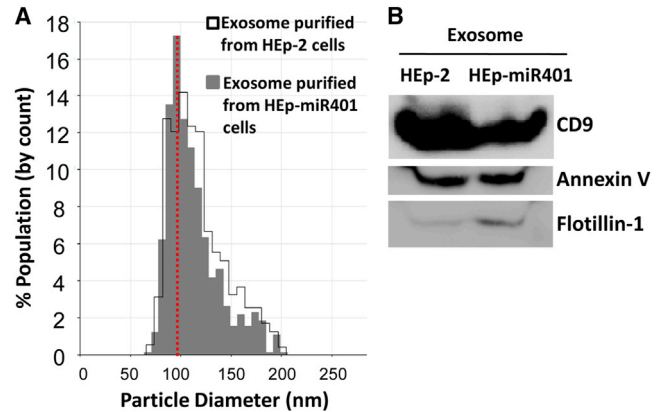 A
% Population (by count)
18
16
14
12
10
8
6
4
2
0
Exosome purified
from HEp-2 cells
Exosome purified
from HEp-miR401
cells
0 50 100 150 200 250
Particle Diameter (nm)
B
Exosome
HEp-2 HEp-miR401
CD9
Annexin V
Flotillin-1